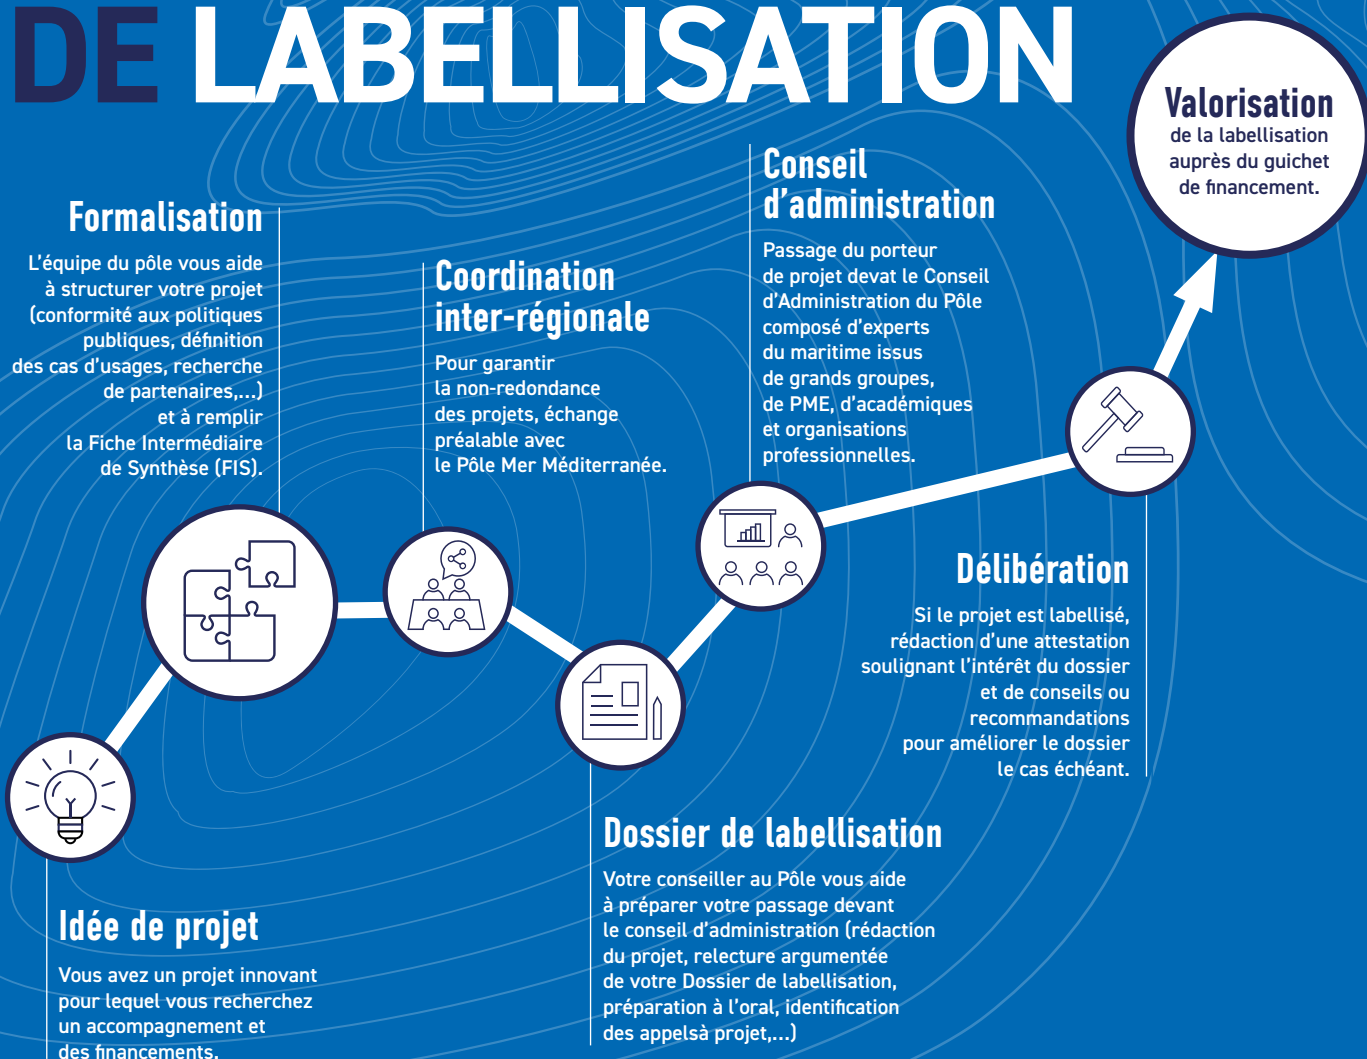 DE LABELLISATION
Valorisation
de la labellisation
auprès du guichet
de financement.
Formalisation
L'équipe du pôle vous aide
à structurer votre projet
(conformité aux politiques
publiques, définition
des cas d'usages, recherche
de partenaires,...)
et à remplir
la Fiche Intermédiaire
de Synthèse (FIS).
Coordination
inter-régionale
Pour garantir
la non-redondance
des projets, échange
préalable avec
le Pôle Mer Méditerranée.
Conseil
d'administration
Passage du porteur
de projet devat le Conseil
d'Administration du Pôle
composé d'experts
du maritime issus
de grands groupes,
de PME, d'académiques
et organisations
professionnelles.
Délibération
Si le projet est labellisé,
rédaction d'une attestation
soulignant l'intérêt du dossier
et de conseils ou
recommandations
pour améliorer le dossier
le cas échéant.
Dossier de labellisation
Votre conseiller au Pôle vous aide
à préparer votre passage devant
le conseil d'administration (rédaction
du projet, relecture argumentée
de votre Dossier de labellisation,
préparation à l'oral, identification
des appelsà projet,...)
Idée de projet
Vous avez un projet innovant
pour lequel vous recherchez
un accompagnement et
des financements.